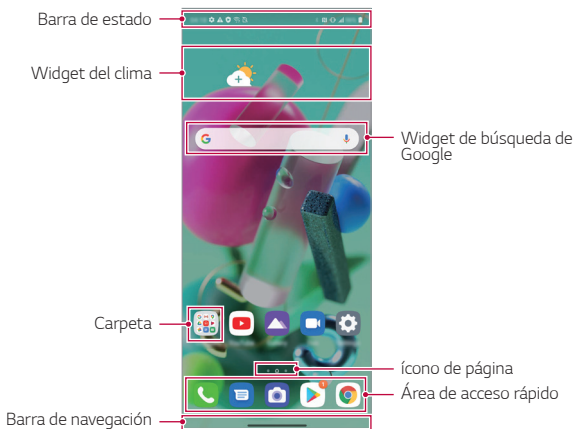 Barra de estado
Widget del clima
Widget de búsqueda de
Google
Carpeta
ícono de página
Área de acceso rápido
Barra de navegación